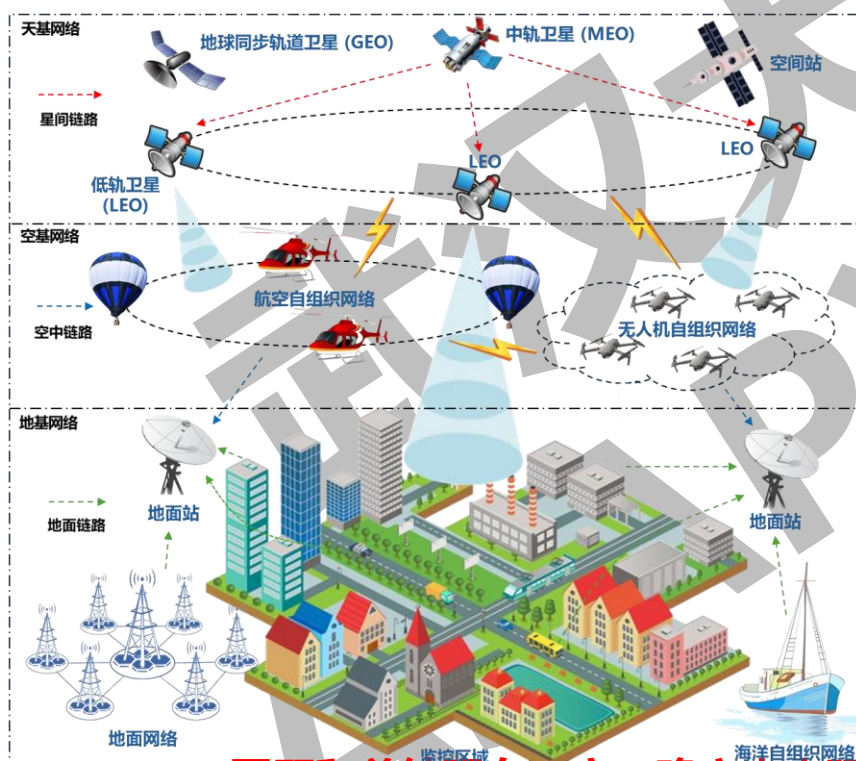 天基网络
地球同步轨道卫星 (GEO)
中轨卫星 (MEO)
空间站
星间链路
LEO
LEO
低轨卫星
(LEO)
空基网络
航空自组织网络
无人机自组织网络
空中链路
地基网络
地面站
地面站
地面链路
地面网络
监控区域
海洋自组织网络